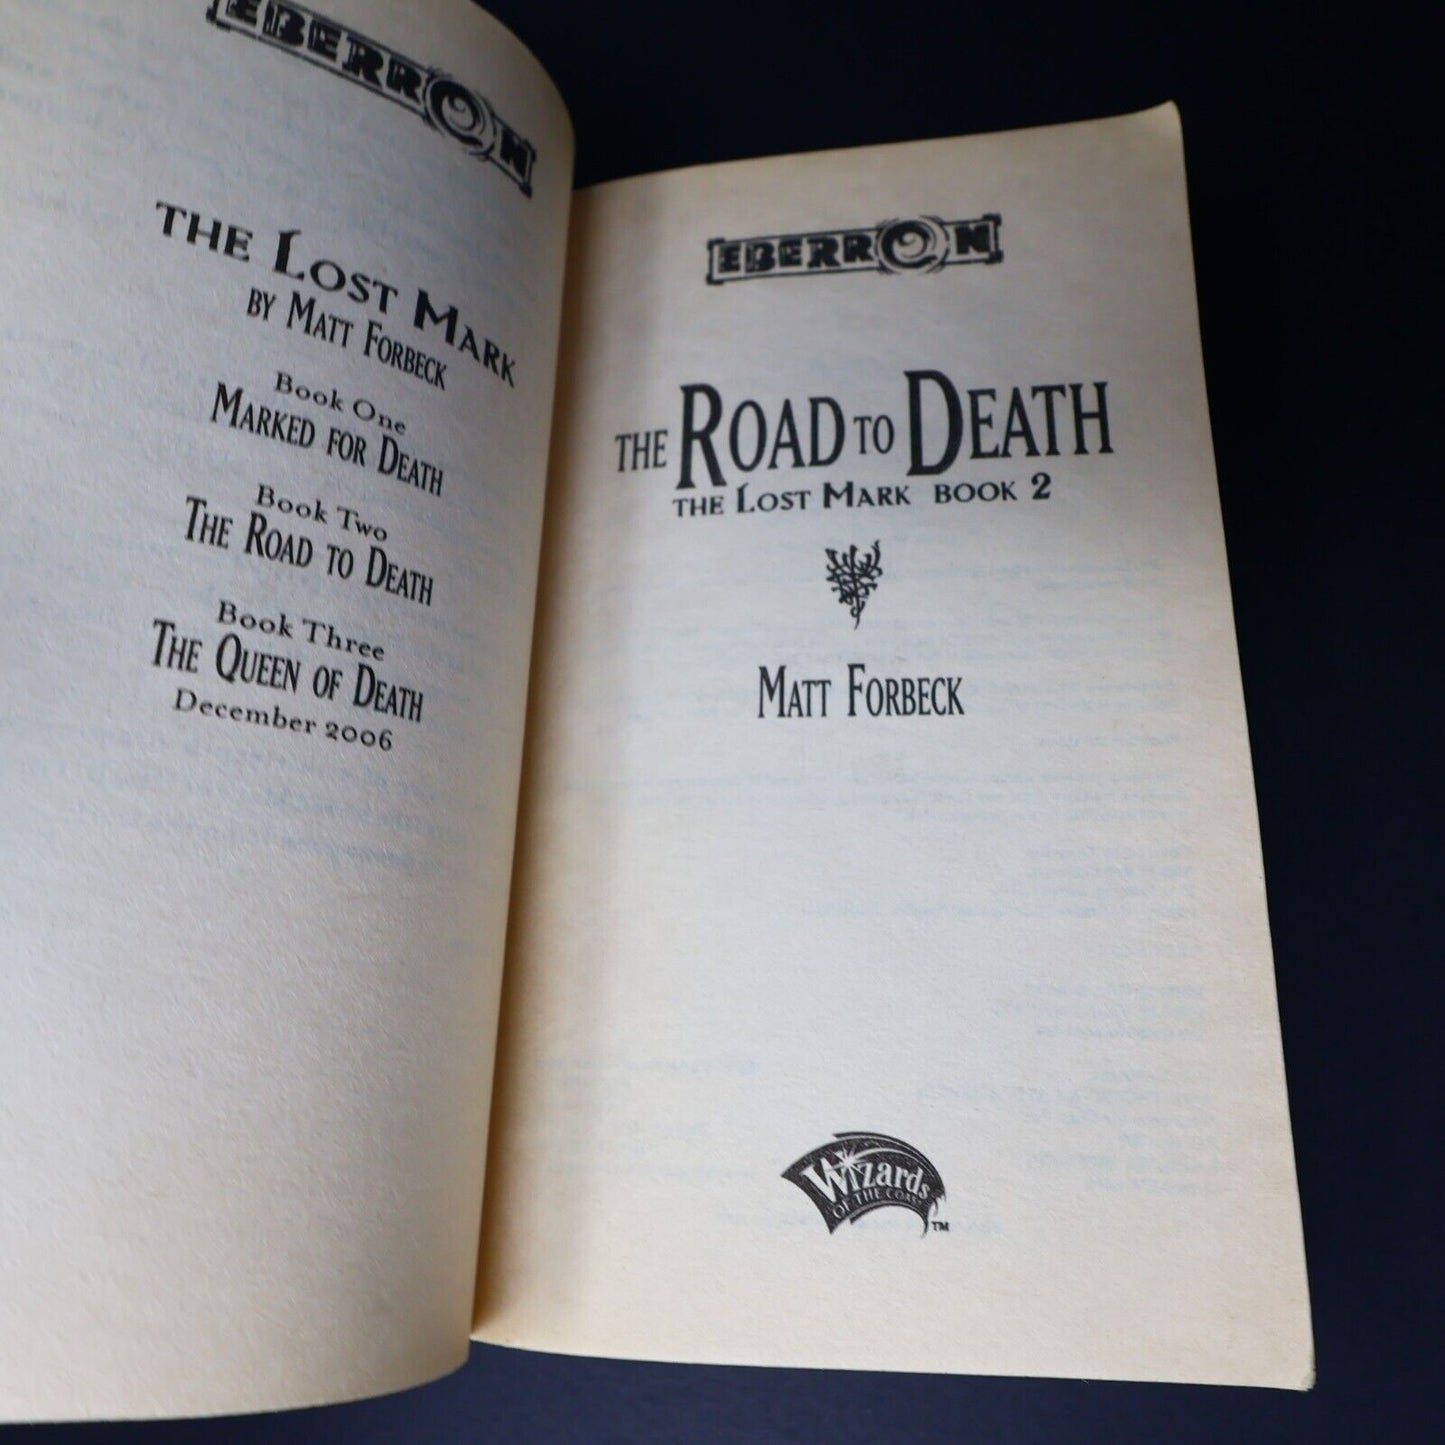 EBERRON
THE LOST MARK
BY MATT FORBECK
Book One
MARKED FOR DEATH
Book Two
THE ROAD TO DEATH
Book Three
THE QUEEN OF DEATH
December 2006
EBERRON
THE ROAD TO DEATH
THE LOST MARK BOOK 2
MATT FORBECK
Wizards
OF THE COAST
TM